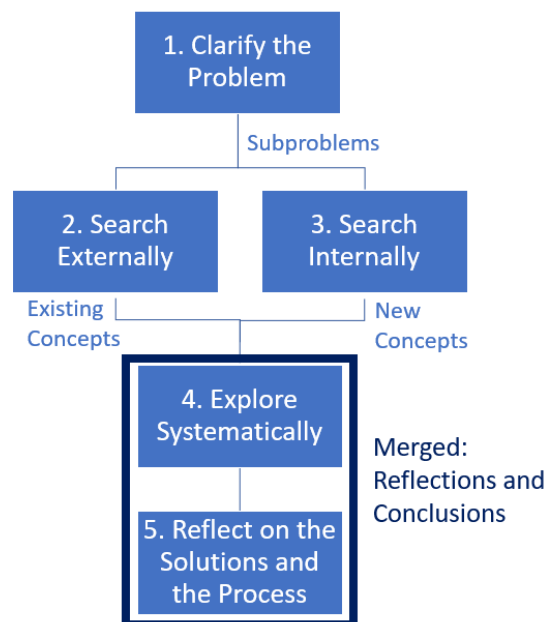 1. Clarify the
Problem
Subproblems
2. Search
Externally
3. Search
Internally
Existing
Concepts
New
Concepts
4. Explore
Systematically
Merged:
Reflections and
Conclusions
5. Reflect on the
Solutions and
the Process